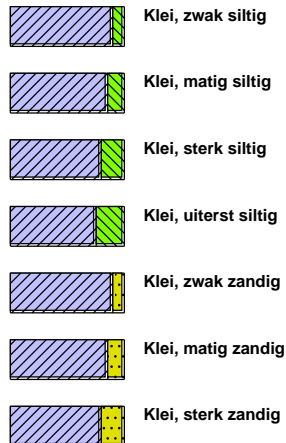 Klei, zwak siltig
Klei, matig siltig
Klei, sterk siltig
Klei, uiterst siltig
Klei, zwak zandig
Klei, matig zandig
Klei, sterk zandig